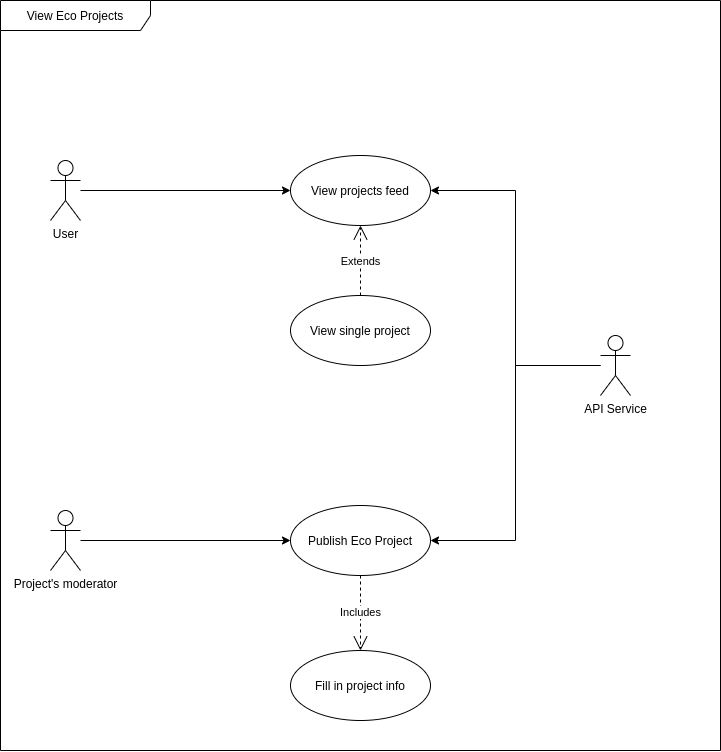 View Eco Projects
View projects feed
User
Extends
View single project
API Service
Publish Eco Project
Project's moderator
Includes
Fill in project info